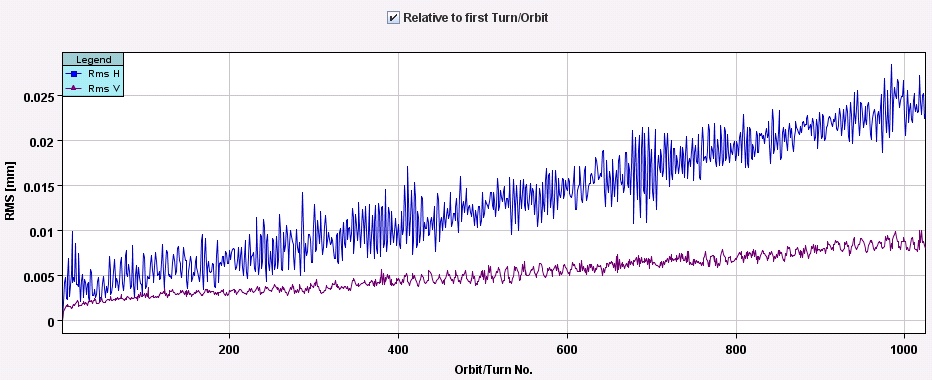 Relative to first Turn/Orbit
Legend
Rms H
Rms V
0.025
0.02
0.015
0.01
0.005
0
RMS [mm]
200 400 600 800 1000
Orbit/Turn No.